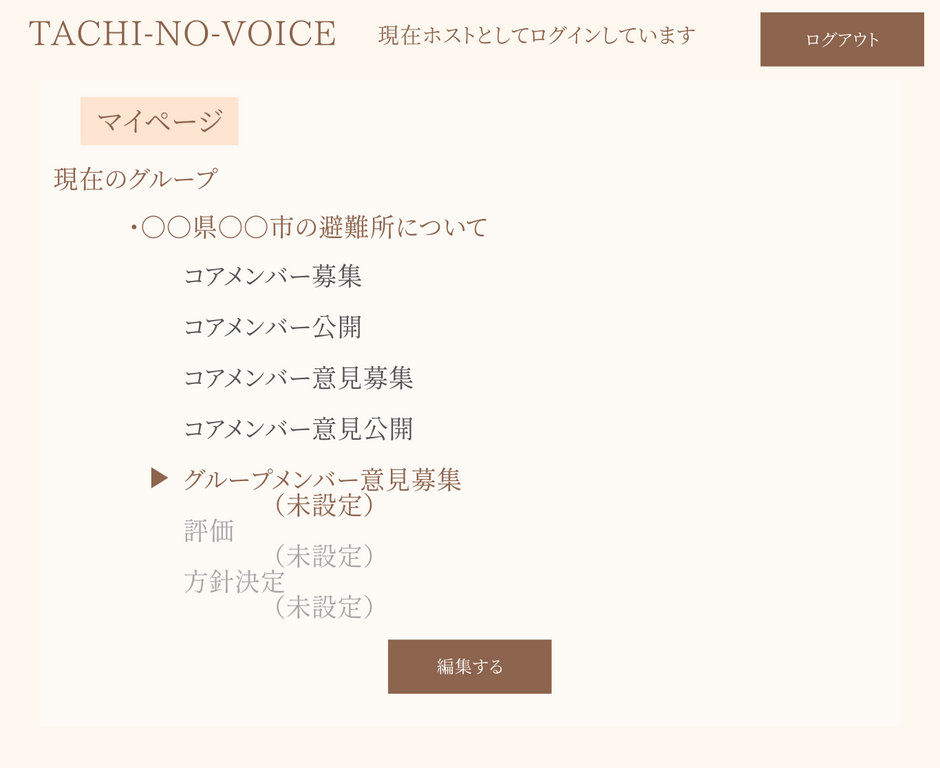 TACHI-NO-VOICE
現在ホストとしてログインしています
ログアウト
マイページ
現在のグループ
・〇〇県〇〇市の避難所について
コアメンバー募集
コアメンバー公開
コアメンバー意見募集
コアメンバー意見公開
▶ グループメンバー意見募集
（未設定）
評価
（未設定）
方針決定
（未設定）
編集する